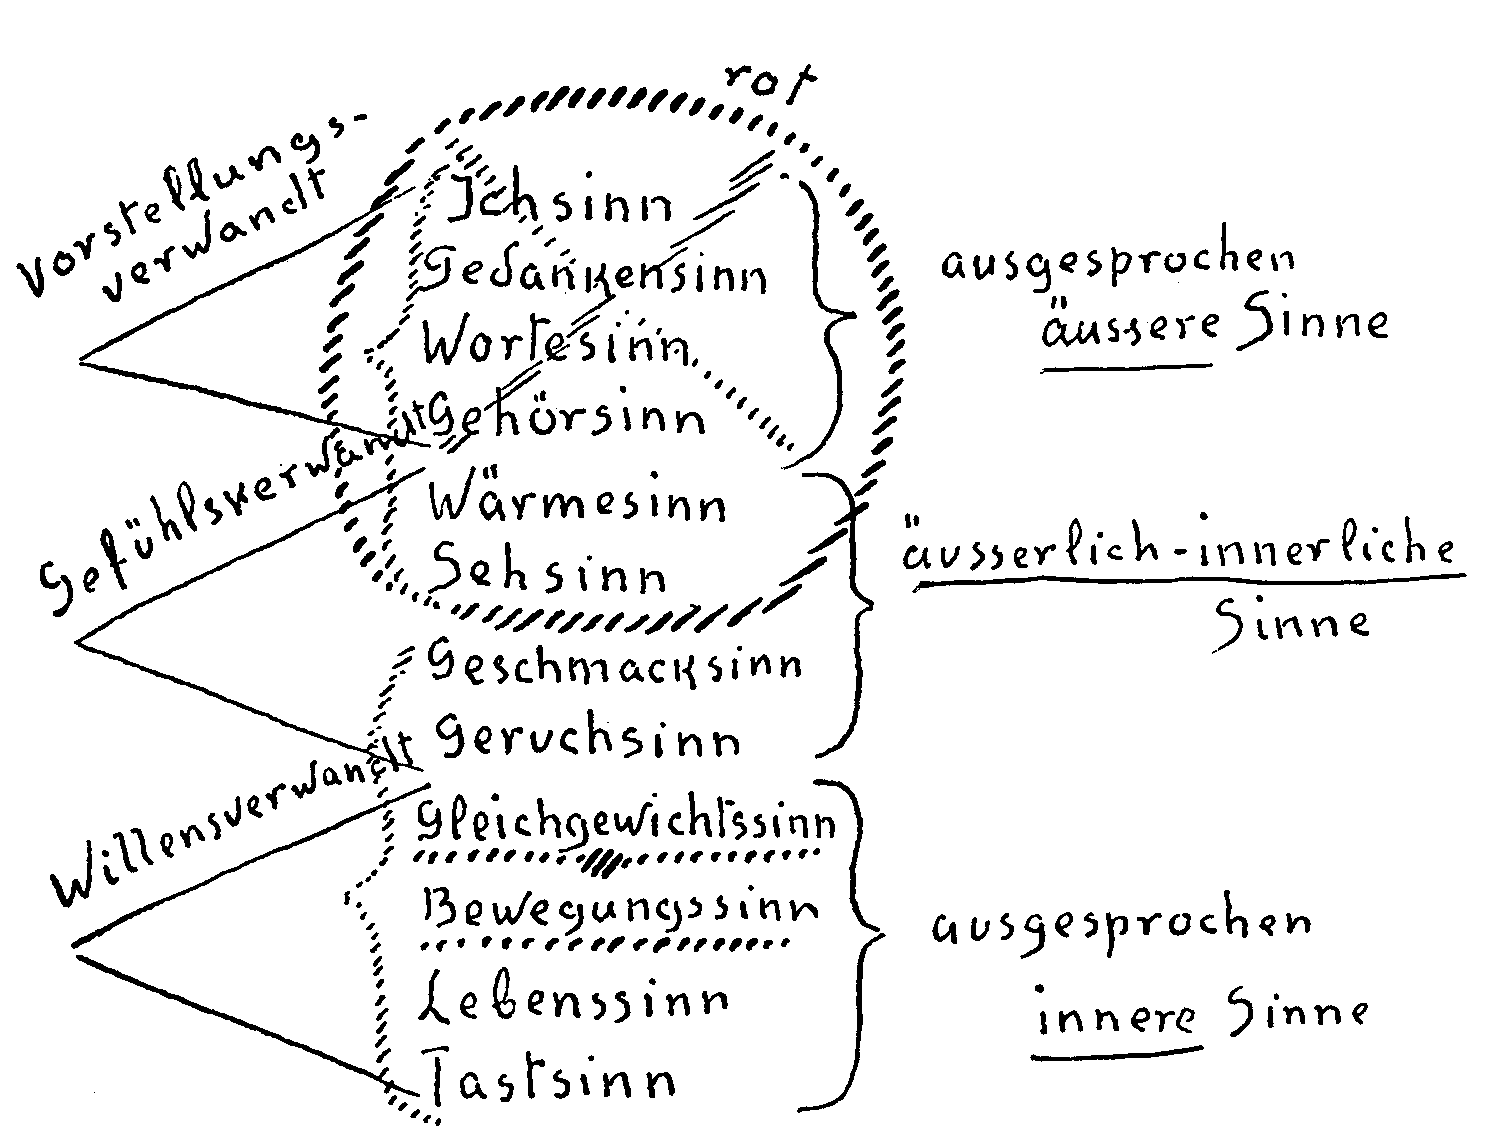 rot
Vorstellungs-
verwandt
Ichsinn
Gedankensinn
Wortesinn
Gehörsinn
ausgesprochen
äussere Sinne
Gefühlsverwandt
Wärmesinn
Sehsinn
Geschmacksinn
Geruchsinn
äusserlich-innerliche
Sinne
Willensverwandt
Gleichgewichtssinn
Bewegungssinn
Lebenssinn
Tastsinn
ausgesprochen
innere Sinne